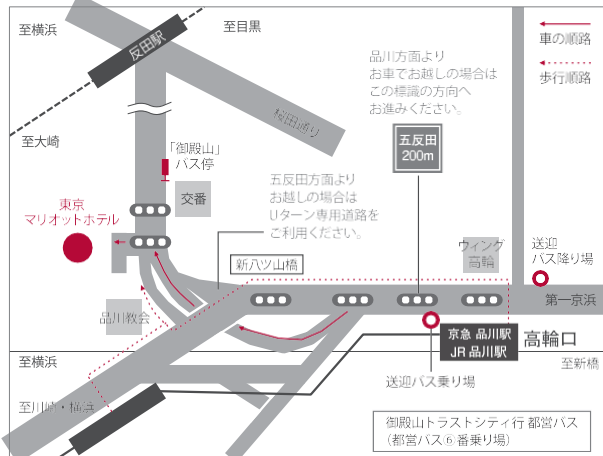 至横浜
至目黒
反田駅
車の順路
歩行順路
品川方面より
お車でお越しの場合は
この標識の方向へ
お進みください。
桜田通り
至大崎
五反田
200m
「御殿山」
バス停
交番
五反田方面より
お越しの場合は
Uターン専用道路を
ご利用ください。
東京
マリオットホテル
新八ツ山橋
ウィング
高輪
送迎
バス降り場
第一京浜
品川教会
京急 品川駅
JR 品川駅
高輪口
至横浜
至新橋
送迎バス乗り場
至川崎・横浜
御殿山トラストシティ行 都営バス
（都営バス⑥番乗り場）